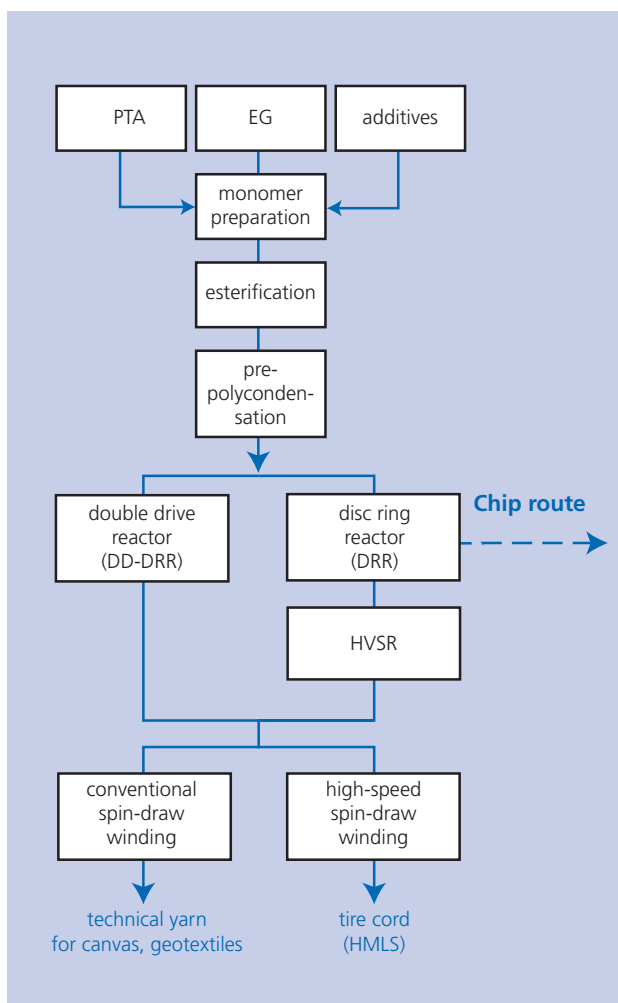 PTA
EG
additives
monomer
preparation
esterification
pre-
polyconden-
sation
double drive
reactor
(DD-DRR)
disc ring
reactor
(DRR)
Chip route
HVSR
conventional
spin-draw
winding
high-speed
spin-draw
winding
technical yarn
for canvas, geotextiles
tire cord
(HMLS)